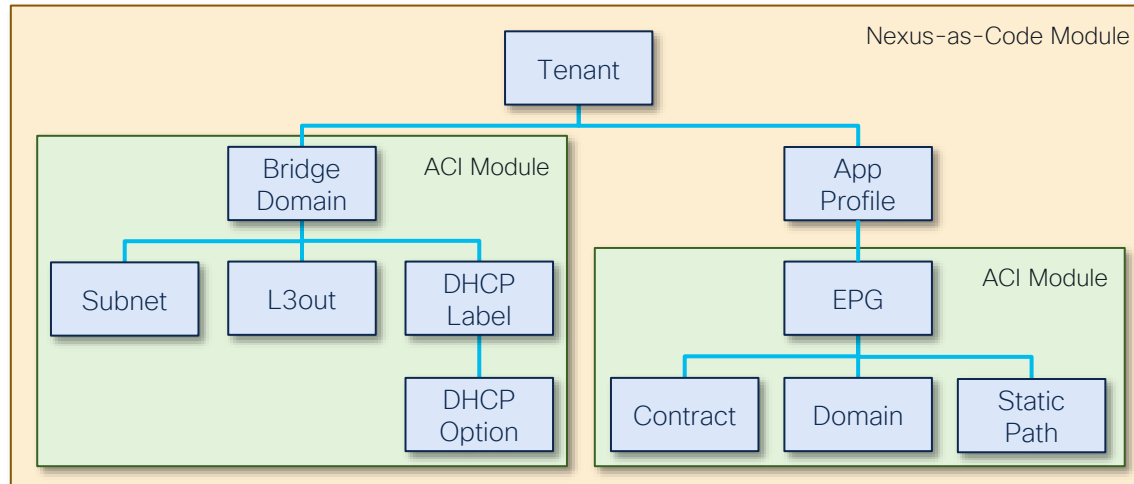 Nexus-as-Code Module
Tenant
ACI Module
Bridge
Domain
App
Profile
Subnet
L3out
DHCP
Label
DHCP
Option
ACI Module
EPG
Contract
Domain
Static
Path